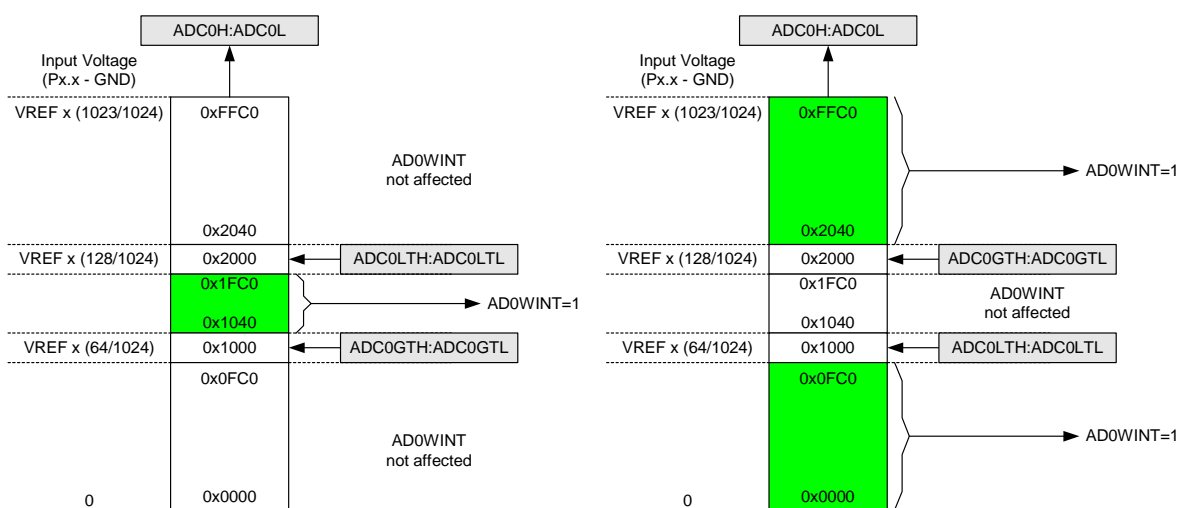 ADC0H:ADC0L
Input Voltage
(Px.x - GND)
VREF x (1023/1024)
0xFFC0
AD0WINT
not affected
0x2040
VREF x (128/1024)
0x2000
ADC0LTH:ADC0LTL
0x1FC0
AD0WINT=1
0x1040
VREF x (64/1024)
0x1000
ADC0GTH:ADC0GTL
0x0FC0
AD0WINT
not affected
0
0x0000
ADC0H:ADC0L
Input Voltage
(Px.x - GND)
VREF x (1023/1024)
0xFFC0
AD0WINT=1
0x2040
VREF x (128/1024)
0x2000
ADC0GTH:ADC0GTL
0x1FC0
AD0WINT
not affected
0x1040
VREF x (64/1024)
0x1000
ADC0LTH:ADC0LTL
0x0FC0
AD0WINT=1
0
0x0000